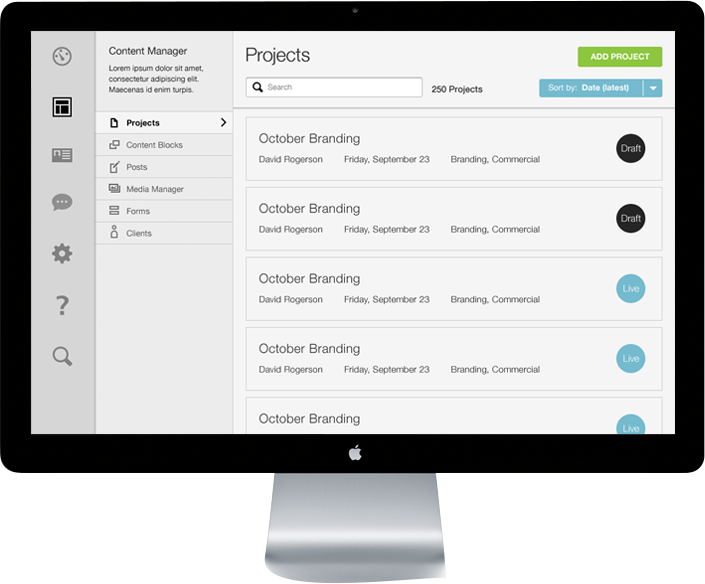 Content Manager
Lorem ipsum dolor sit amet,
consectetur adipiscing elit.
Maecenas id enim turpis.
Projects
Content Blocks
Posts
Media Manager
Forms
Clients
Projects
ADD PROJECT
Search
250 Projects
Sort by: Date (latest)
October Branding
David Rogerson Friday, September 23 Branding, Commercial
Draft
October Branding
David Rogerson Friday, September 23 Branding, Commercial
Draft
October Branding
David Rogerson Friday, September 23 Branding, Commercial
Live
October Branding
David Rogerson Friday, September 23 Branding, Commercial
Live
October Branding
Live